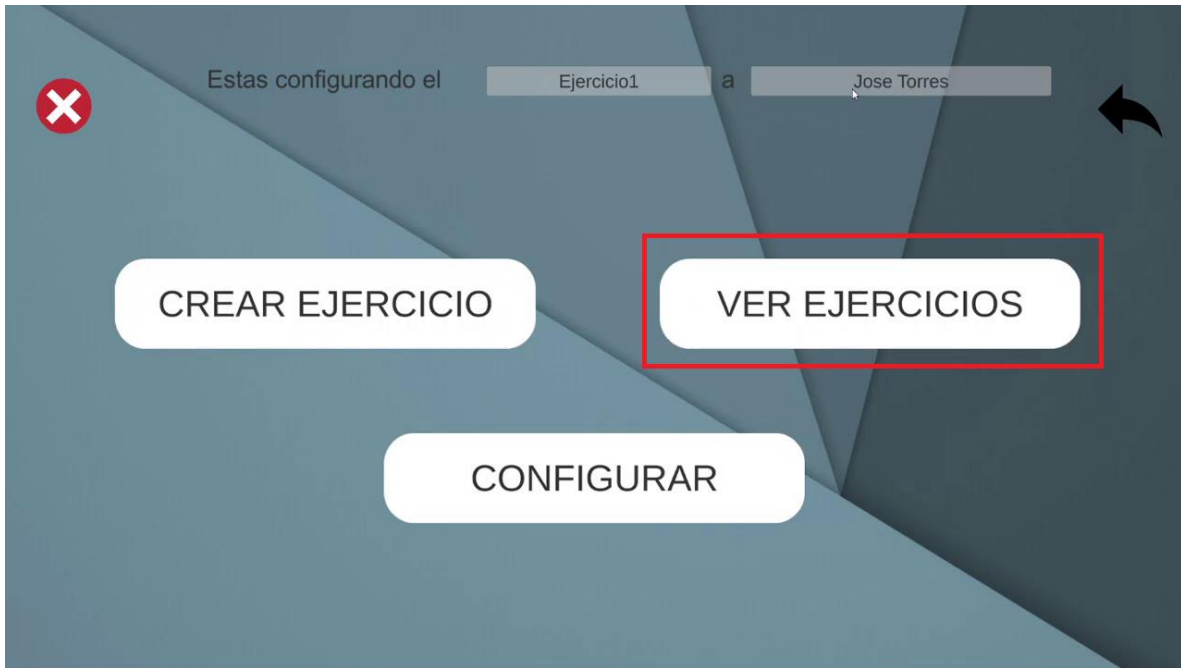 Estas configurando el Ejercicio1 a Jose Torres
CREAR EJERCICIO
VER EJERCICIOS
CONFIGURAR